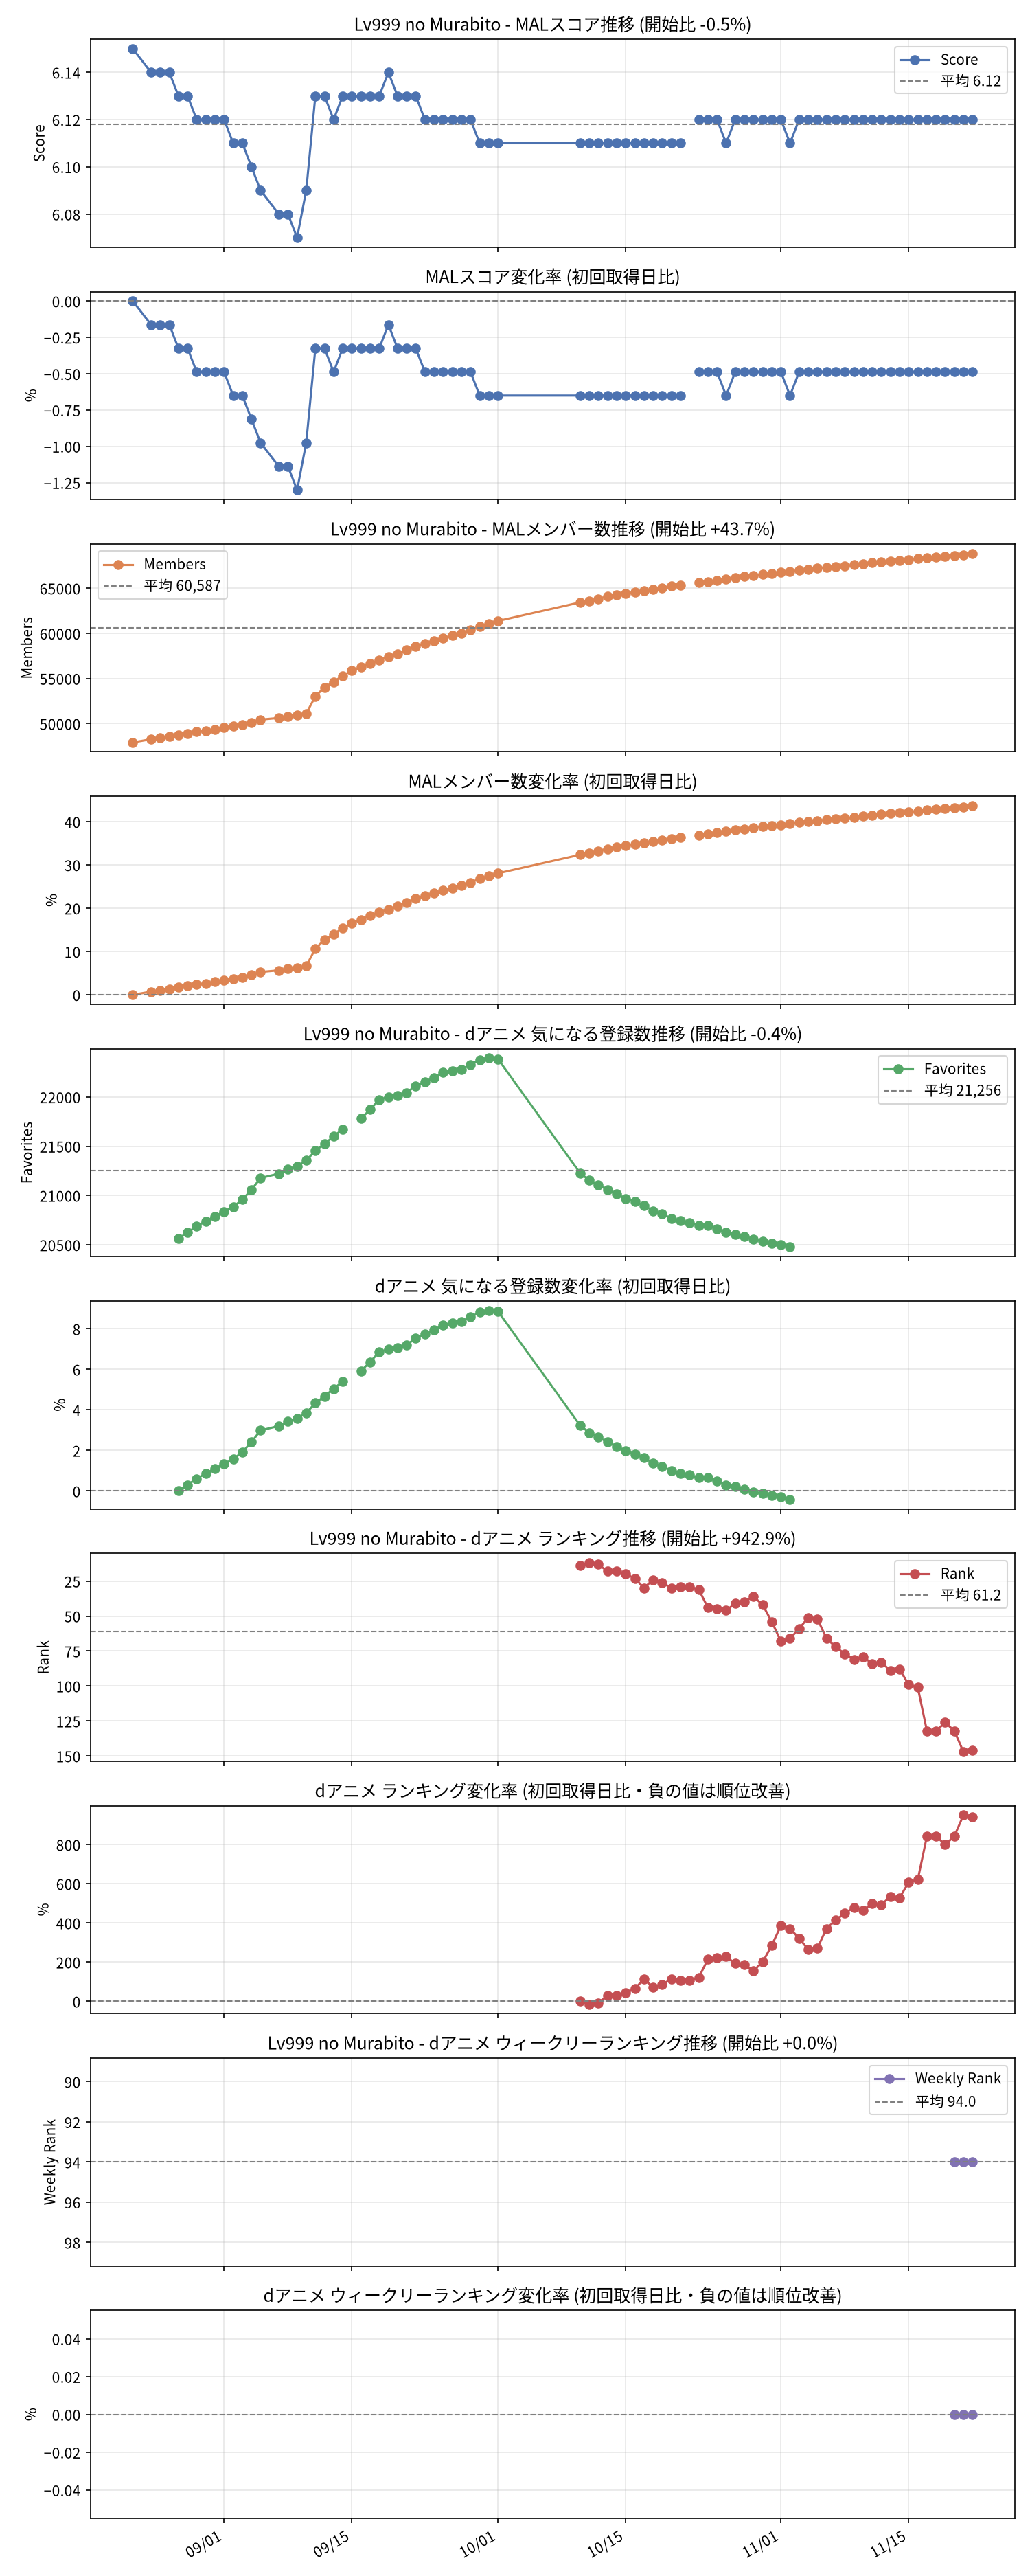 Lv999 no Murabito - MALスコア推移 (開始比 -0.5%)
Score
6.14
6.12
6.10
6.08
Score
平均 6.12
MALスコア変化率 (初回取得日比)
%
0.00
−0.25
−0.50
−0.75
−1.00
−1.25
Lv999 no Murabito - MALメンバー数推移 (開始比 +43.7%)
Members
65000
60000
55000
50000
Members
平均 60,587
MALメンバー数変化率 (初回取得日比)
%
40
30
20
10
0
Lv999 no Murabito - dアニメ 気になる登録数推移 (開始比 -0.4%)
Favorites
22000
21500
21000
20500
Favorites
平均 21,256
dアニメ 気になる登録数変化率 (初回取得日比)
%
8
6
4
2
0
Lv999 no Murabito - dアニメ ランキング推移 (開始比 +942.9%)
Rank
25
50
75
100
125
150
Rank
平均 61.2
dアニメ ランキング変化率 (初回取得日比・負の値は順位改善)
%
800
600
400
200
0
Lv999 no Murabito - dアニメ ウィークリーランキング推移 (開始比 +0.0%)
Weekly Rank
90
92
94
96
98
Weekly Rank
平均 94.0
dアニメ ウィークリーランキング変化率 (初回取得日比・負の値は順位改善)
%
0.04
0.02
0.00
−0.02
−0.04
09/01
09/15
10/01
10/15
11/01
11/15